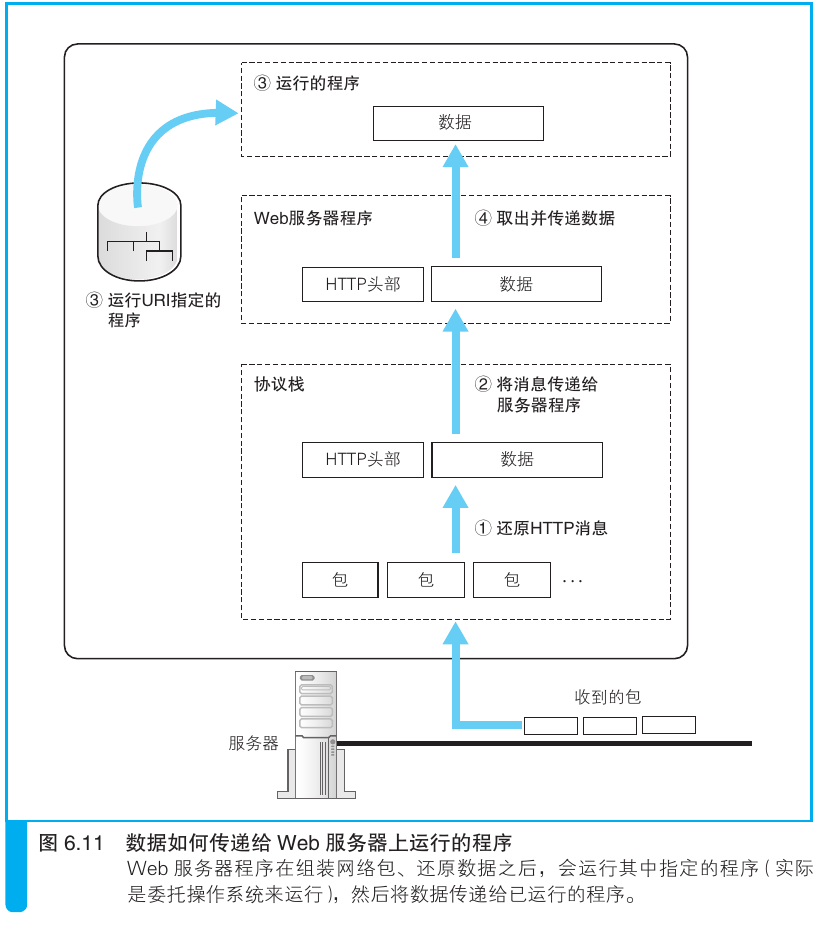 ③ 运行的程序
数据
Web服务器程序
④ 取出并传递数据
HTTP头部
数据
③ 运行URI指定的
程序
协议栈
② 将消息传递给
服务器程序
HTTP头部
数据
① 还原HTTP消息
包
包
包
···
收到的包
服务器
图 6.11 数据如何传递给 Web 服务器上运行的程序
Web 服务器程序在组装网络包、还原数据之后，会运行其中指定的程序（实际
是委托操作系统来运行），然后将数据传递给已运行的程序。